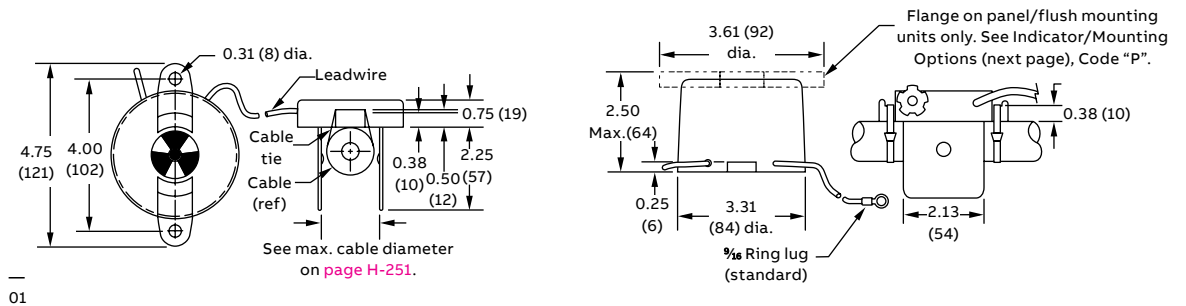 0.31 (8) dia.
Leadwire
4.75
(121)
4.00
(102)
Cable
tie
Cable
(ref)
0.75 (19)
0.38
(10)
0.50
(12)
2.25
(57)
See max. cable diameter
on page H-251.
3.61 (92)
dia.
Flange on panel/flush mounting
units only. See Indicator/Mounting
Options (next page), Code “P”.
2.50
Max.(64)
0.25
(6)
3.31
(84) dia.
9⁄16 Ring lug
(standard)
0.38 (10)
2.13
(54)
—
01